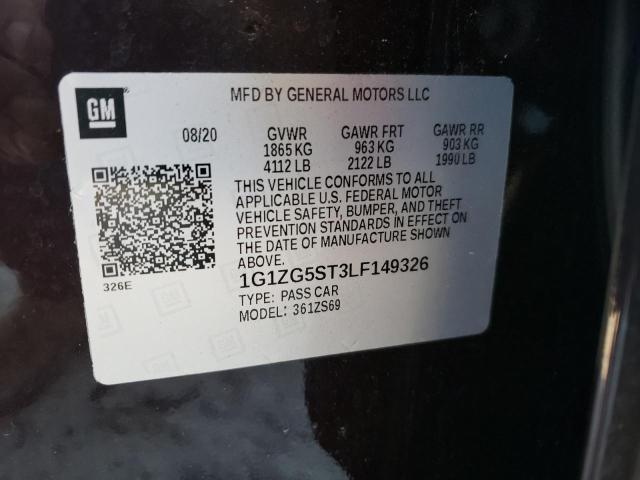 GM
MFD BY GENERAL MOTORS LLC
08/20 GVWR GAWR FRT GAWR RR
1865 KG 963 KG 903 KG
4112 LB 2122 LB 1990 LB
THIS VEHICLE CONFORMS TO ALL
APPLICABLE U.S. FEDERAL MOTOR
VEHICLE SAFETY, BUMPER, AND THEFT
PREVENTION STANDARDS IN EFFECT ON
THE DATE OF MANUFACTURE SHOWN
ABOVE.
326E
1G1ZG5ST3LF149326
TYPE: PASS CAR
MODEL: 361ZS69